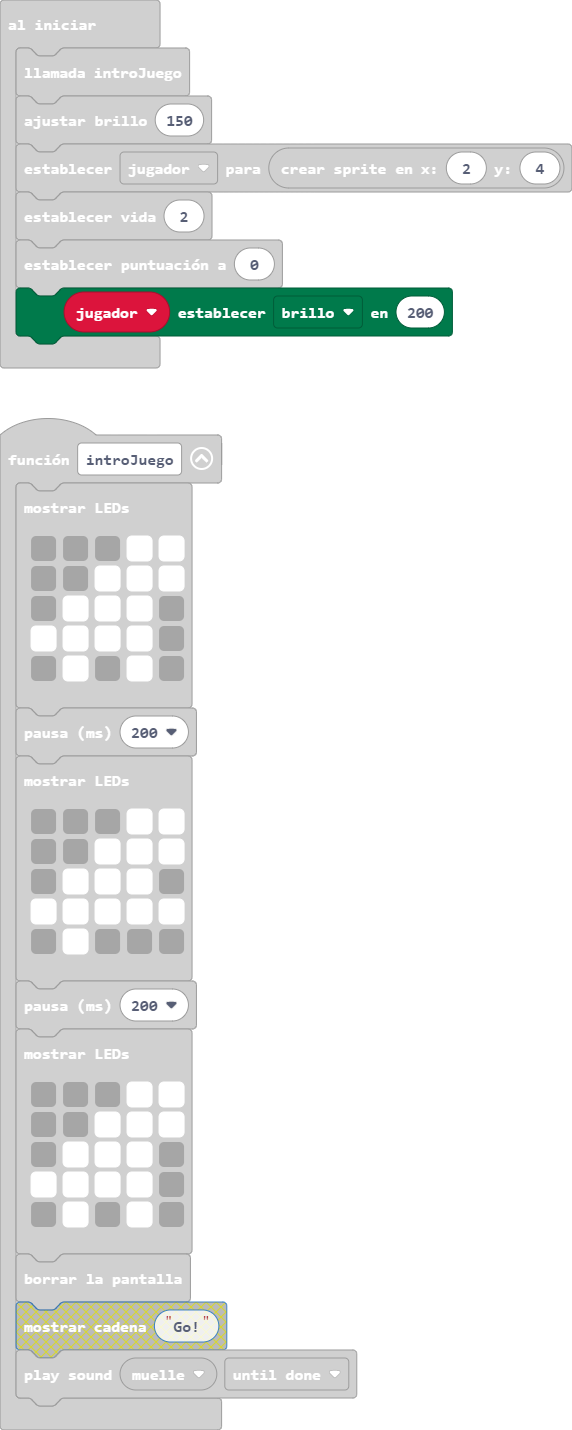 al iniciar
llamada introJuego
ajustar brillo 150
establecer jugador para crear sprite en x: 2 y: 4
establecer vida 2
establecer puntuación a 0
jugador establecer brillo en 200
función introJuego
mostrar LEDs
pausa (ms) 200
mostrar LEDs
pausa (ms) 200
mostrar LEDs
borrar la pantalla
mostrar cadena "Go!"
play sound muelle until done